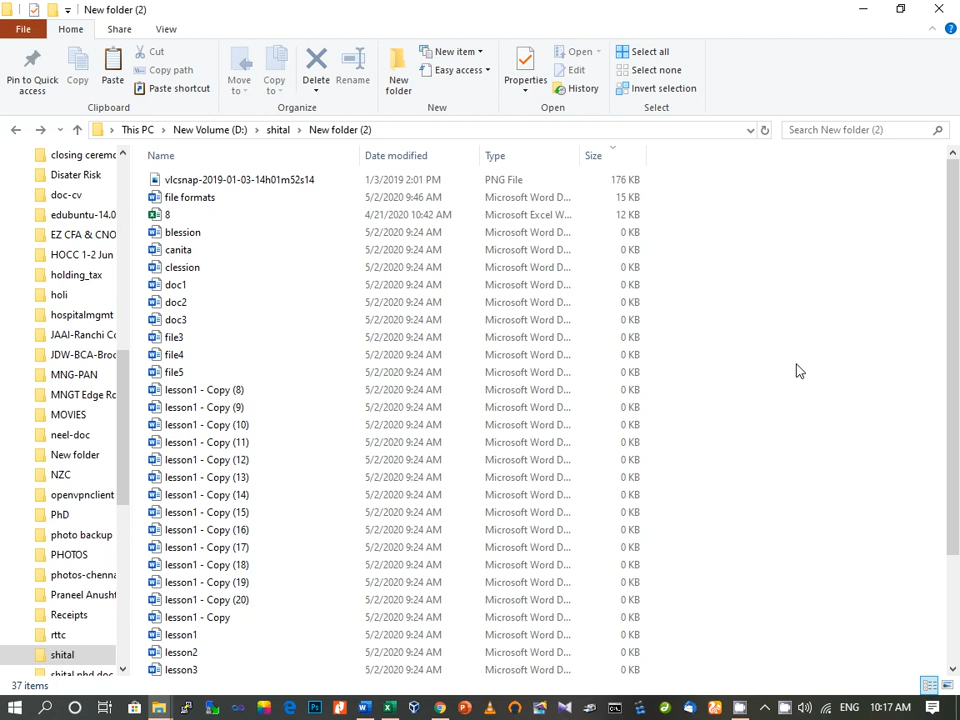 New folder (2)
File Home Share View
Pin to Quick access
Copy
Paste
Cut
Copy path
Paste shortcut
Clipboard
Move to
Copy to
Delete
Rename
Organize
New folder
New item
Easy access
New
Properties
Open
Edit
History
Open
Select all
Select none
Invert selection
Select
This PC New Volume (D:) shital New folder (2)
Search New folder (2)
closing ceremo
Disater Risk
doc-cv
edubuntu-14.0
EZ CFA & CNO
HOCC 1-2 Jun
holding_tax
holi
hospitalmgmt
JAAI-Ranchi Co
JDW-BCA-Broc
MNG-PAN
MNGT Edge Ro
MOVIES
neel-doc
New folder
NZC
openvpnclient
PhD
photo backup
PHOTOS
photos-chenna
Praneel Anusht
Receipts
rttc
shital
shital phd doc
Name Date modified Type Size
vlcsnap-2019-01-03-14h01m52s14 1/3/2019 2:01 PM PNG File 176 KB
file formats 5/2/2020 9:46 AM Microsoft Word D... 15 KB
8 4/21/2020 10:42 AM Microsoft Excel W... 12 KB
blession 5/2/2020 9:24 AM Microsoft Word D... 0 KB
canita 5/2/2020 9:24 AM Microsoft Word D... 0 KB
clession 5/2/2020 9:24 AM Microsoft Word D... 0 KB
doc1 5/2/2020 9:24 AM Microsoft Word D... 0 KB
doc2 5/2/2020 9:24 AM Microsoft Word D... 0 KB
doc3 5/2/2020 9:24 AM Microsoft Word D... 0 KB
file3 5/2/2020 9:24 AM Microsoft Word D... 0 KB
file4 5/2/2020 9:24 AM Microsoft Word D... 0 KB
file5 5/2/2020 9:24 AM Microsoft Word D... 0 KB
lesson1 - Copy (8) 5/2/2020 9:24 AM Microsoft Word D... 0 KB
lesson1 - Copy (9) 5/2/2020 9:24 AM Microsoft Word D... 0 KB
lesson1 - Copy (10) 5/2/2020 9:24 AM Microsoft Word D... 0 KB
lesson1 - Copy (11) 5/2/2020 9:24 AM Microsoft Word D... 0 KB
lesson1 - Copy (12) 5/2/2020 9:24 AM Microsoft Word D... 0 KB
lesson1 - Copy (13) 5/2/2020 9:24 AM Microsoft Word D... 0 KB
lesson1 - Copy (14) 5/2/2020 9:24 AM Microsoft Word D... 0 KB
lesson1 - Copy (15) 5/2/2020 9:24 AM Microsoft Word D... 0 KB
lesson1 - Copy (16) 5/2/2020 9:24 AM Microsoft Word D... 0 KB
lesson1 - Copy (17) 5/2/2020 9:24 AM Microsoft Word D... 0 KB
lesson1 - Copy (18) 5/2/2020 9:24 AM Microsoft Word D... 0 KB
lesson1 - Copy (19) 5/2/2020 9:24 AM Microsoft Word D... 0 KB
lesson1 - Copy (20) 5/2/2020 9:24 AM Microsoft Word D... 0 KB
lesson1 - Copy 5/2/2020 9:24 AM Microsoft Word D... 0 KB
lesson1 5/2/2020 9:24 AM Microsoft Word D... 0 KB
lesson2 5/2/2020 9:24 AM Microsoft Word D... 0 KB
lesson3 5/2/2020 9:24 AM Microsoft Word D... 0 KB
37 items
ENG 10:17 AM